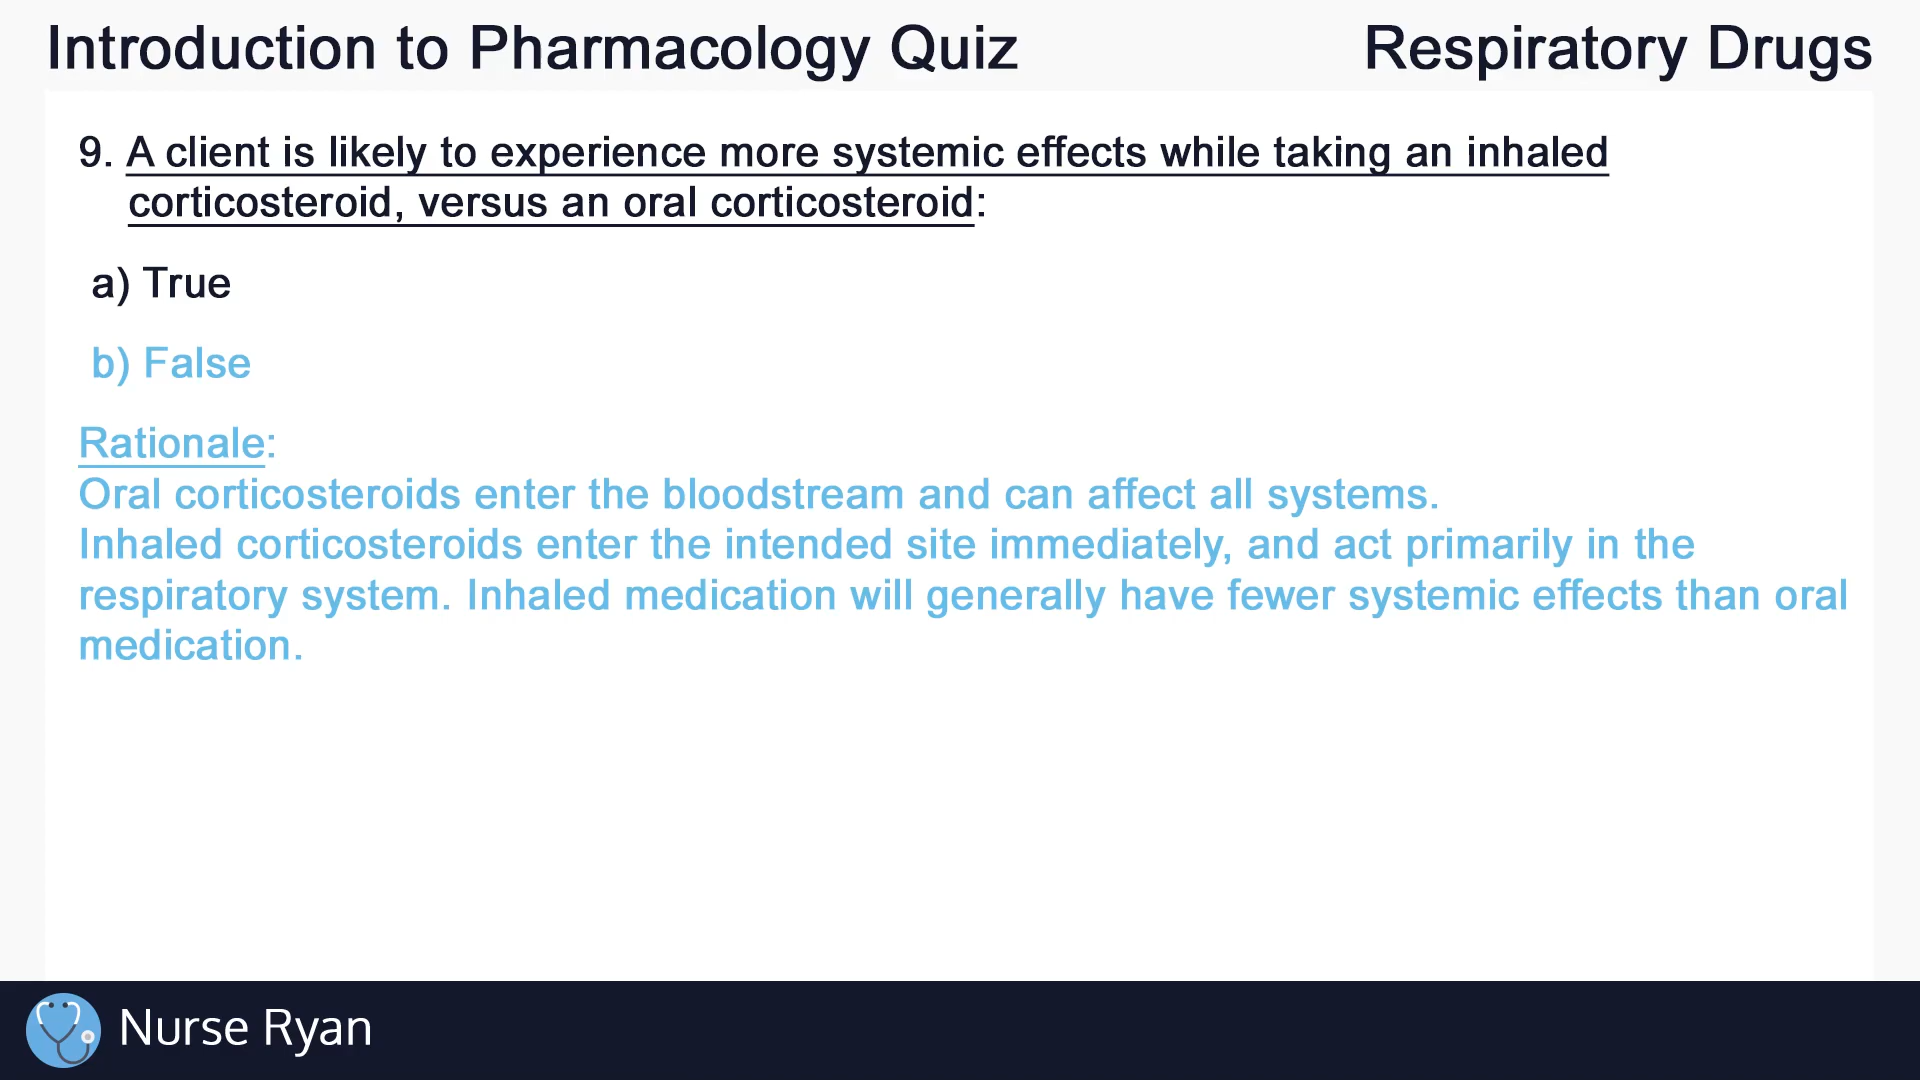 Introduction to Pharmacology Quiz
Respiratory Drugs
9. A client is likely to experience more systemic effects while taking an inhaled
corticosteroid, versus an oral corticosteroid:
a) True
b) False
Rationale:
Oral corticosteroids enter the bloodstream and can affect all systems.
Inhaled corticosteroids enter the intended site immediately, and act primarily in the
respiratory system. Inhaled medication will generally have fewer systemic effects than oral
medication.
Nurse Ryan